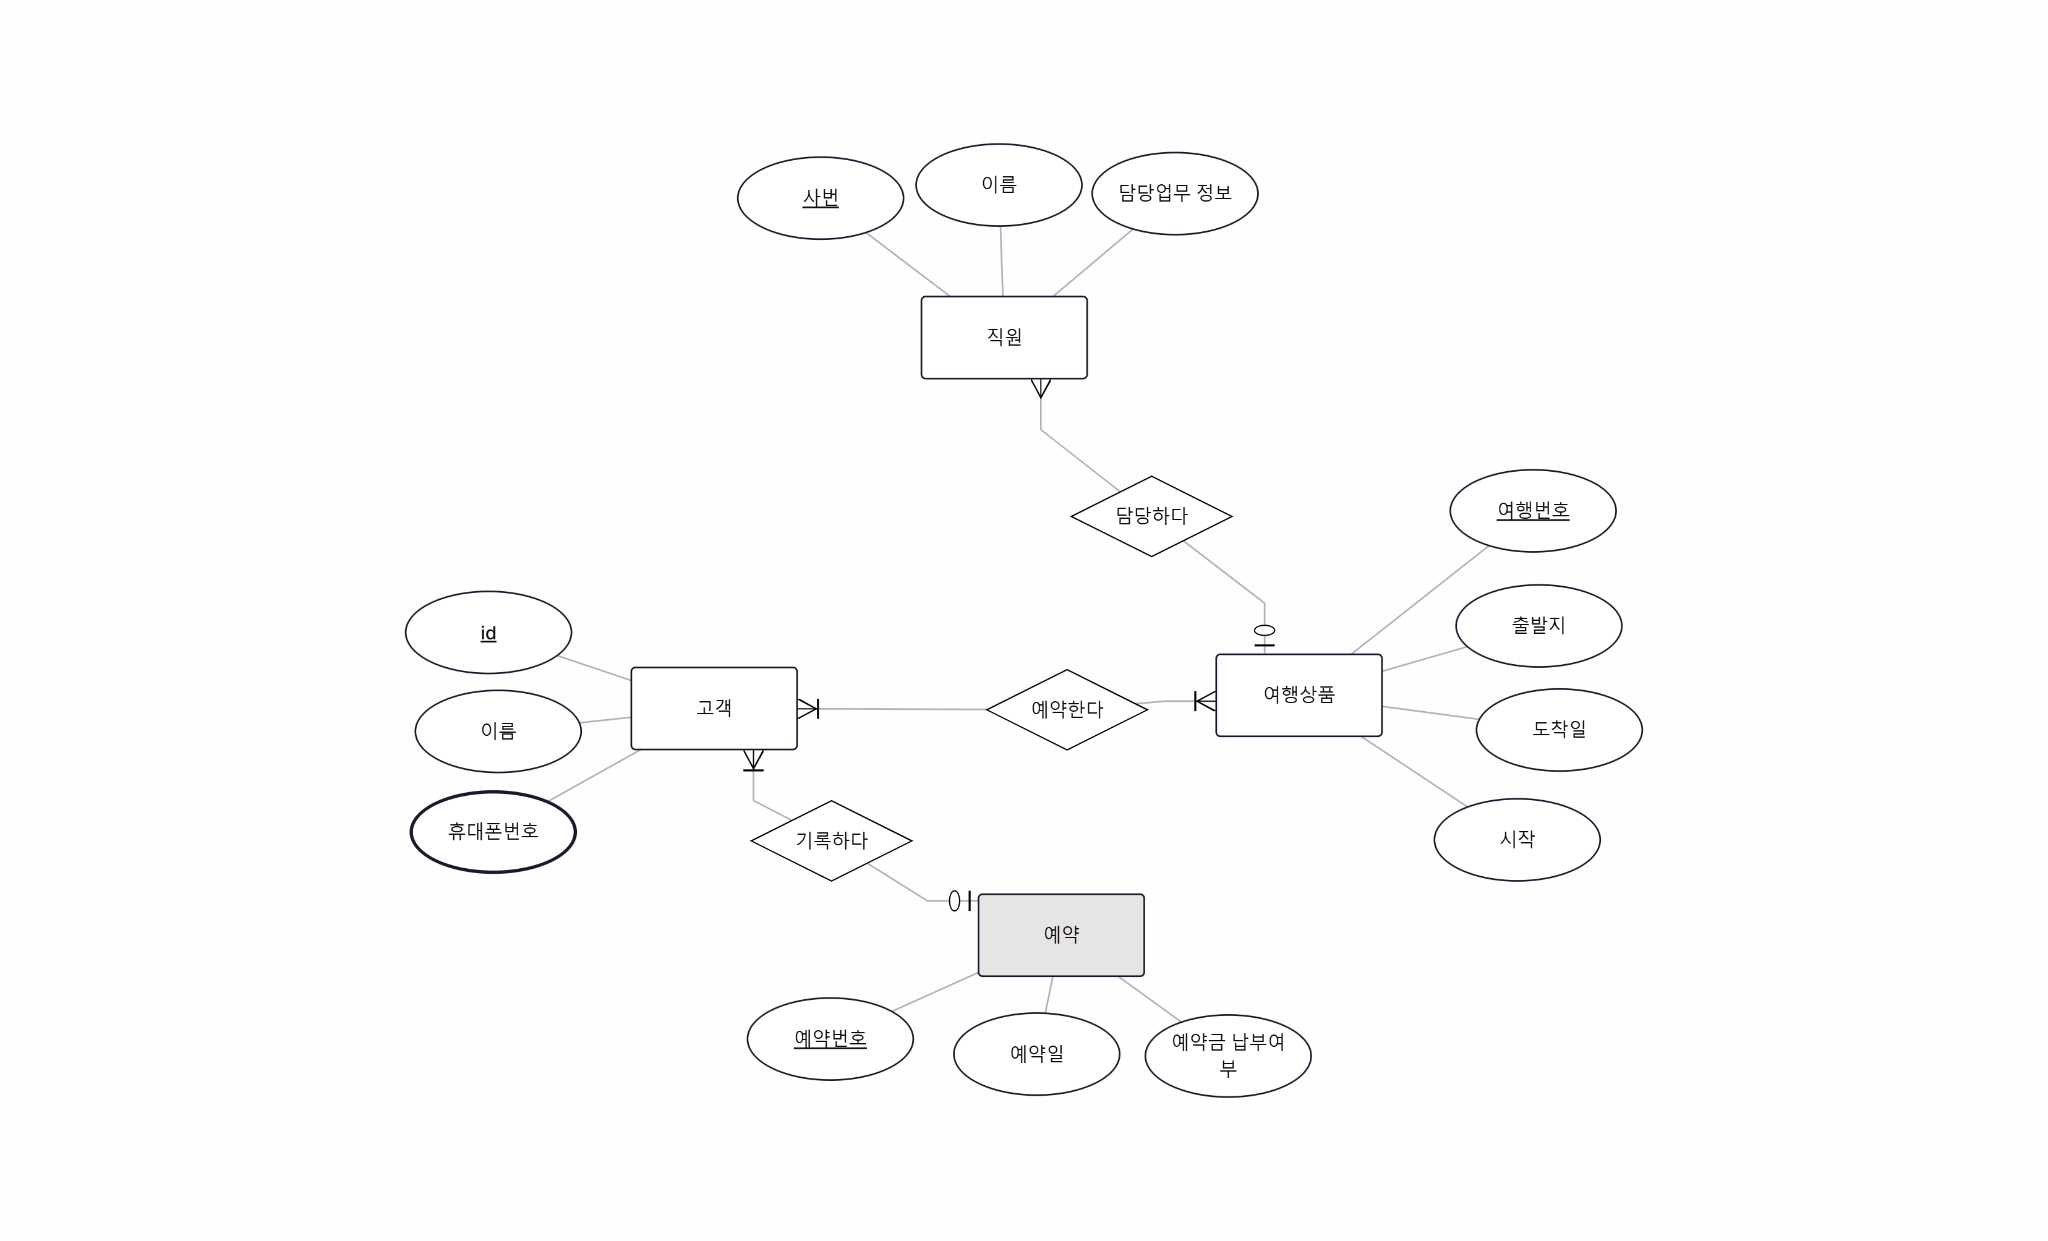 사번
이름
담당업무 정보
직원
담당하다
여행번호
출발지
id
이름
고객
예약한다
여행상품
도착일
휴대폰번호
기록하다
시작
예약
예약번호
예약일
예약금 납부여
부